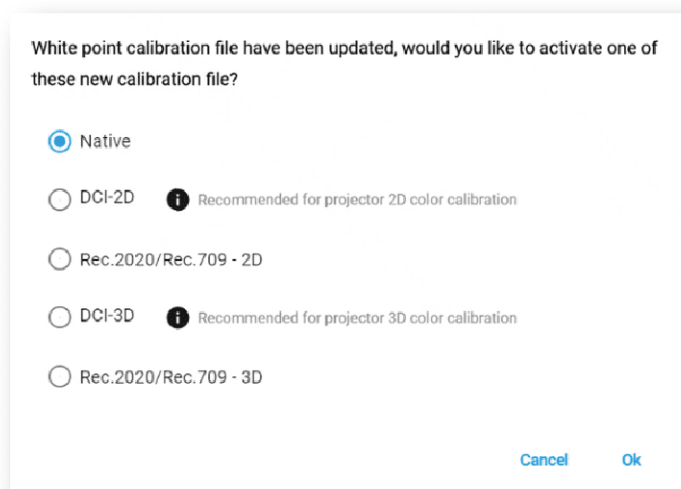 White point calibration file have been updated, would you like to activate one of
these new calibration file?
Native
DCI-2D i Recommended for projector 2D color calibration
Rec.2020/Rec.709 - 2D
DCI-3D i Recommended for projector 3D color calibration
Rec.2020/Rec.709 - 3D
Cancel Ok